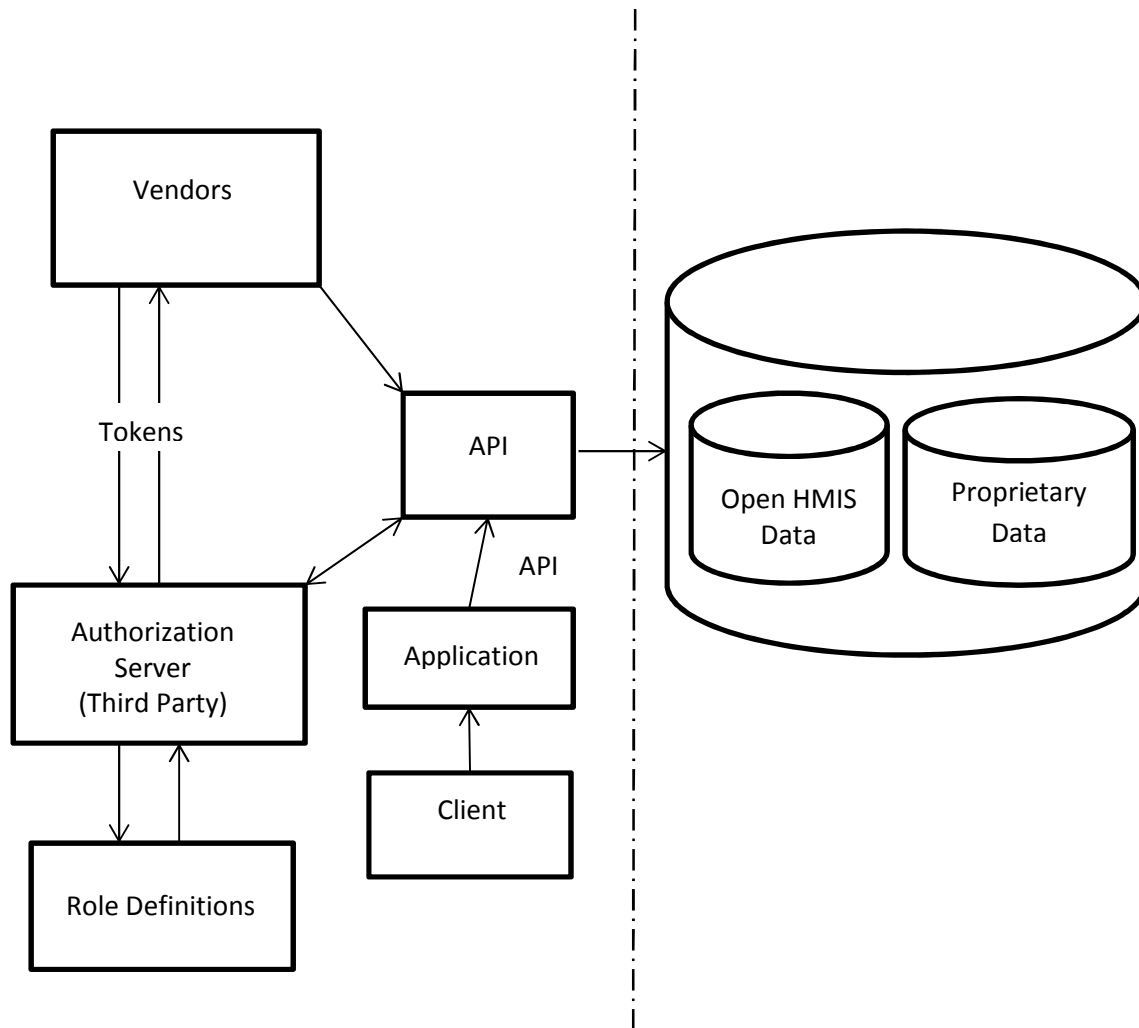 Vendors
Tokens
API
Open HMIS
Data
Proprietary
Data
API
Authorization
Server
(Third Party)
Application
Client
Role Definitions